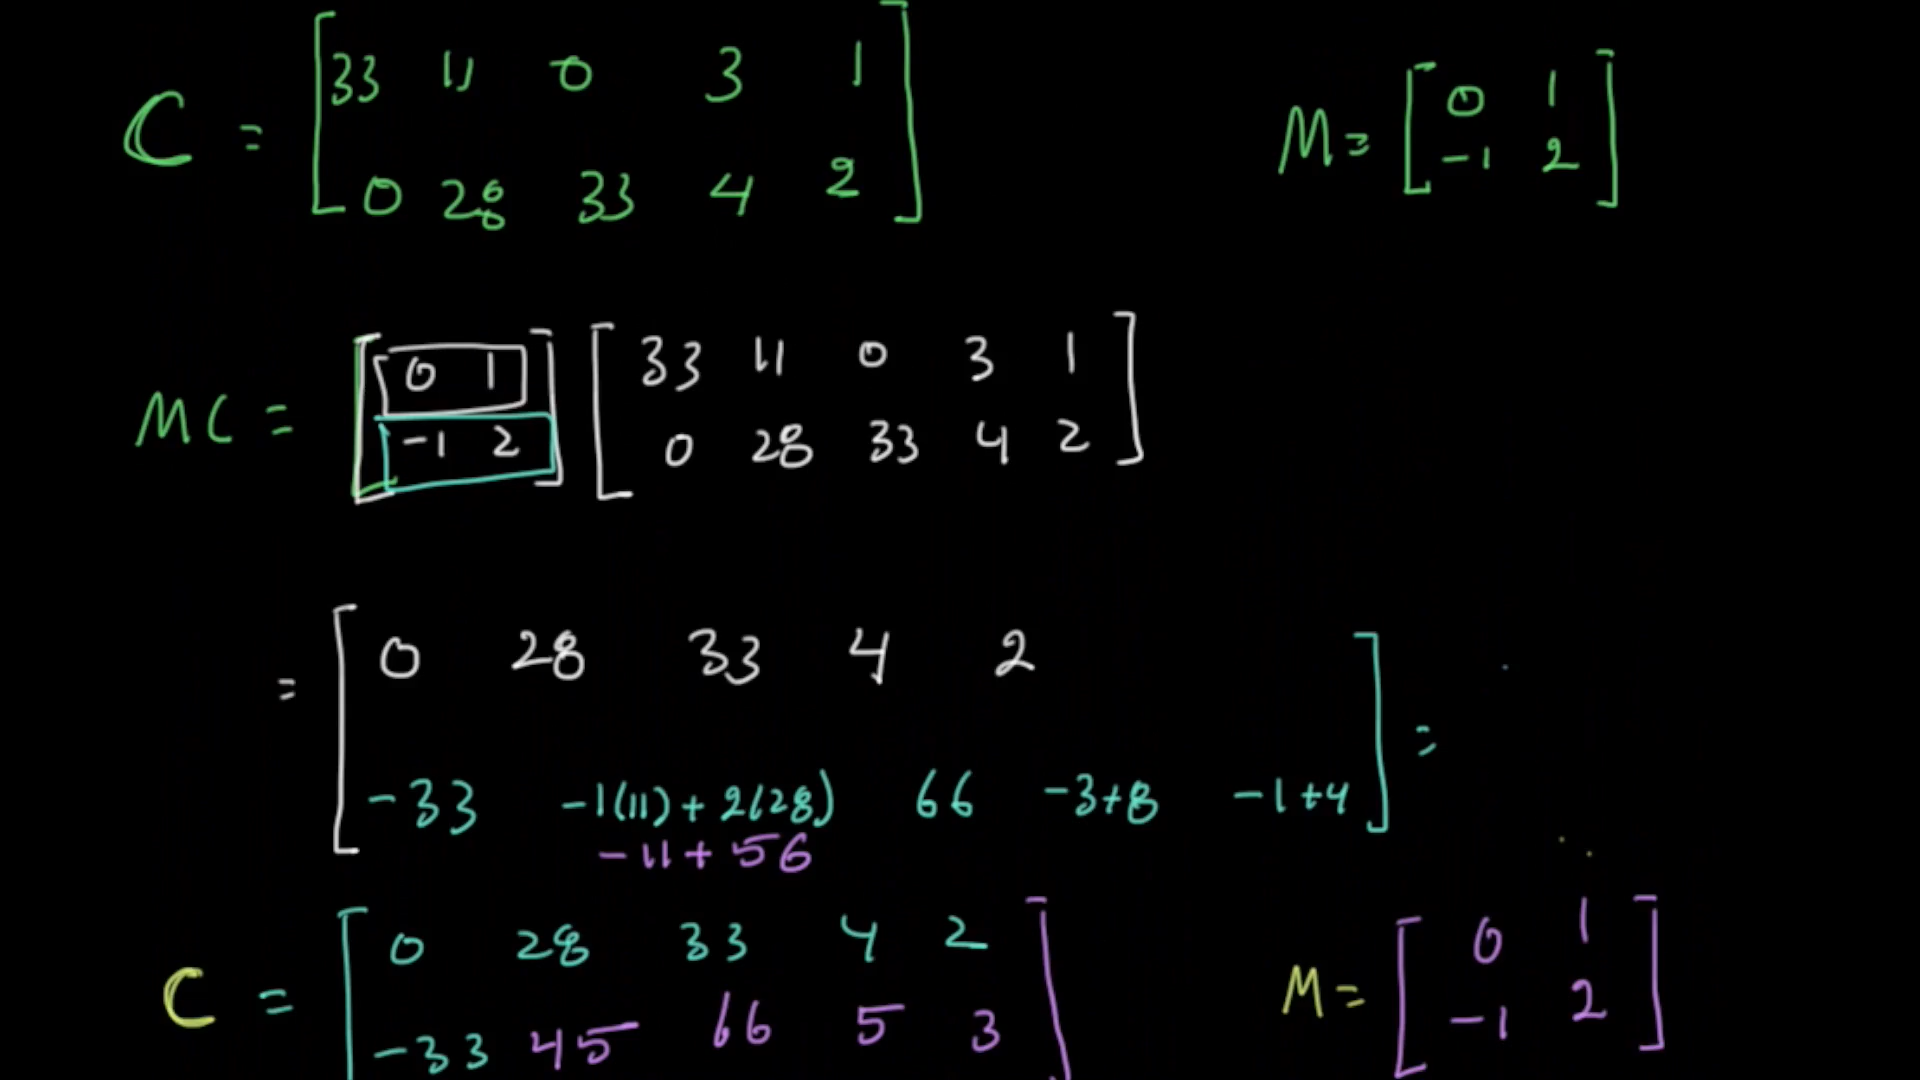 C = [ 33 11 0 3 1
0 28 33 4 2 ]
M = [ 0 1
-1 2 ]
MC = [ 0 1
-1 2 ] [ 33 11 0 3 1
0 28 33 4 2 ]
= [ 0 28 33 4 2
-33 -1(11)+2(28) 66 -3+8 -1+4 ] =
-11+56
C = [ 0 28 33 4 2
-33 45 66 5 3 ]
M = [ 0 1
-1 2 ]